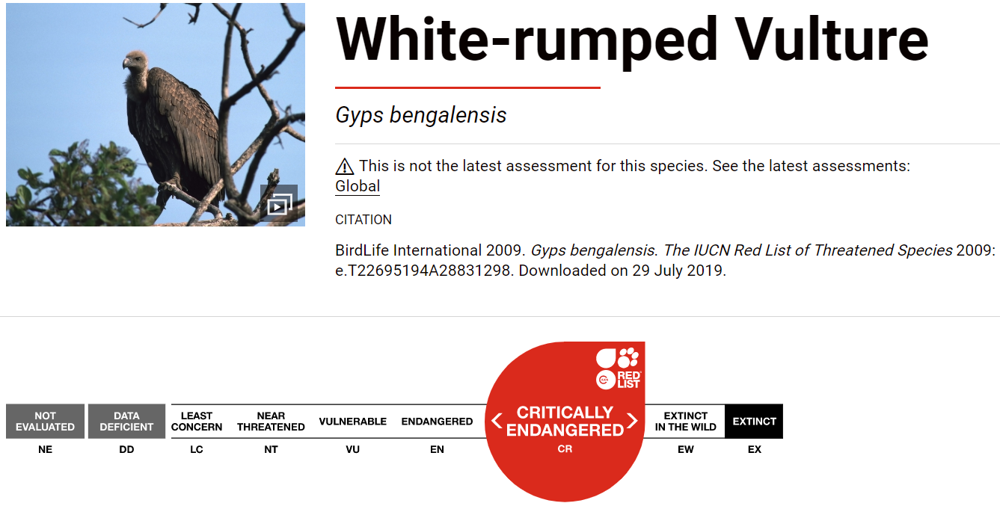 White-rumped Vulture
Gyps bengalensis
This is not the latest assessment for this species. See the latest assessments:
Global
CITATION
BirdLife International 2009. Gyps bengalensis. The IUCN Red List of Threatened Species 2009:
e.T22695194A28831298. Downloaded on 29 July 2019.
RED
LIST
IUCN
NOT
EVALUATED
NE
DATA
DEFICIENT
DD
LEAST
CONCERN
LC
NEAR
THREATENED
NT
VULNERABLE
VU
ENDANGERED
EN
< CRITICALLY
ENDANGERED >
CR
EXTINCT
IN THE WILD
EW
EXTINCT
EX